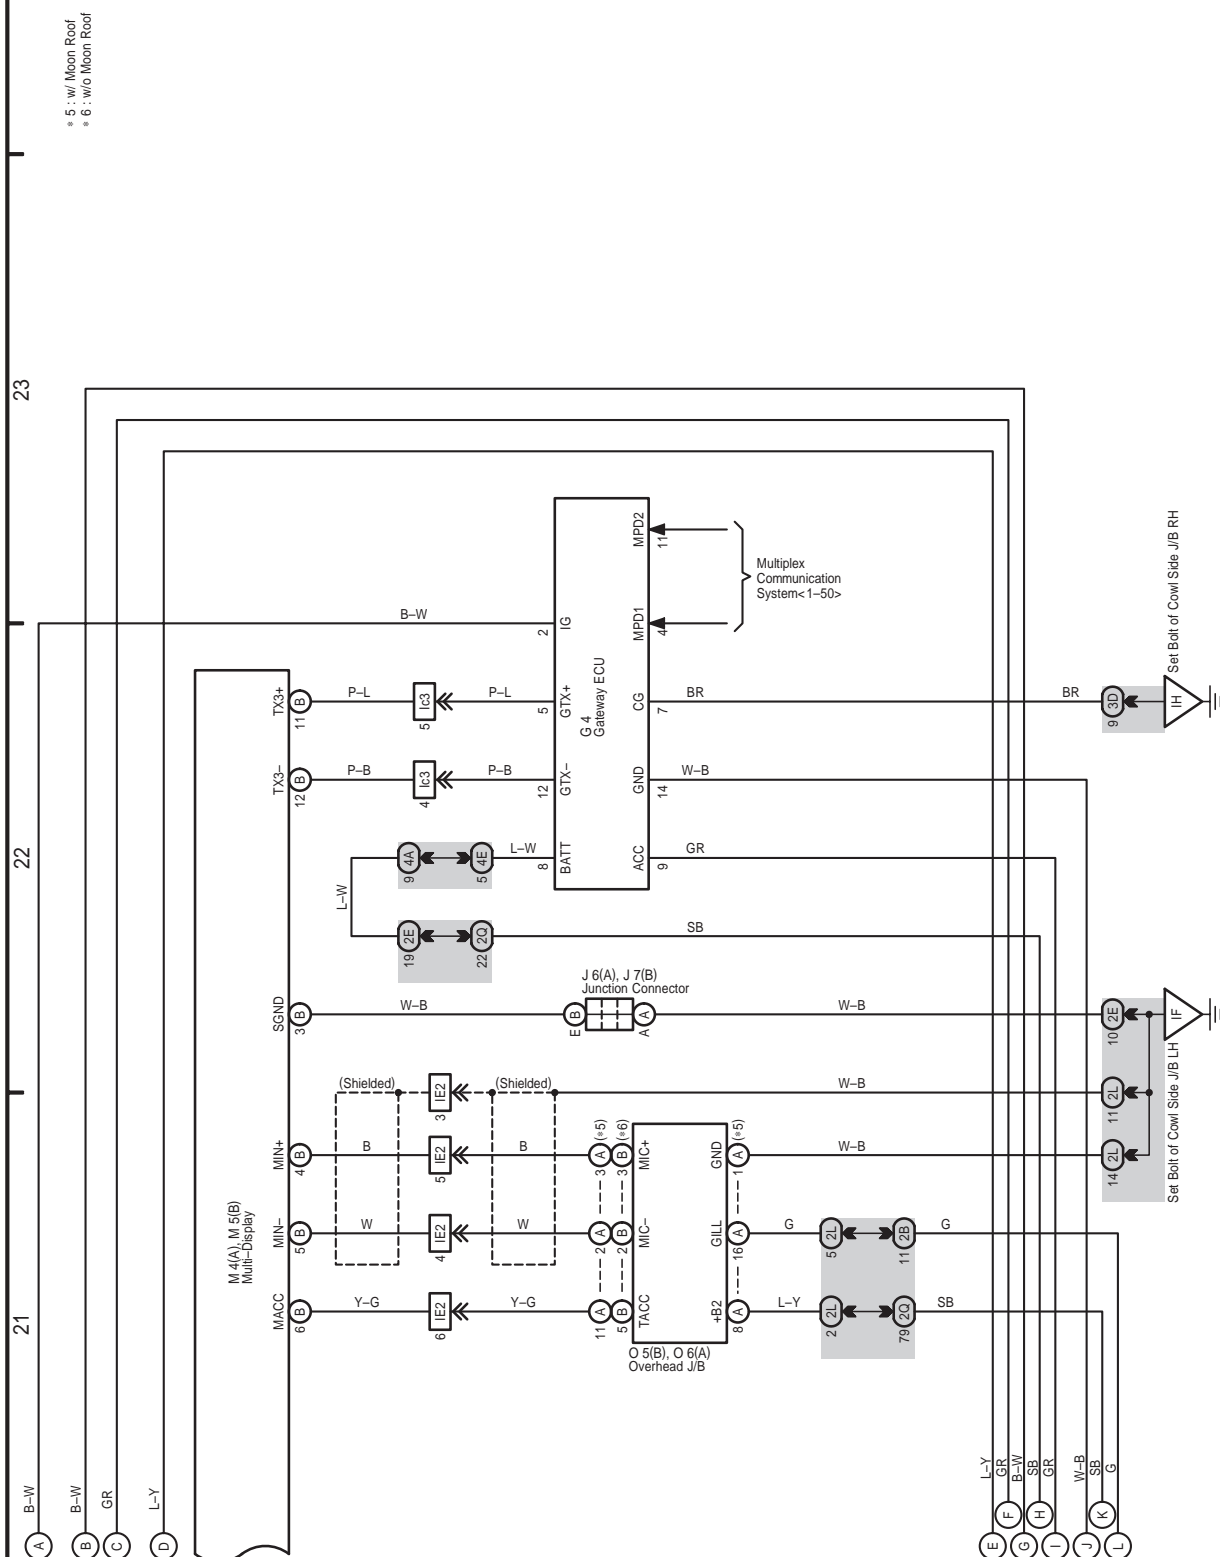 * 5 : w/ Moon Roof
* 6 : w/o Moon Roof
23
22
21
A
B–W
B
B–W
C
GR
D
L–Y
M 4(A), M 5(B)
Multi–Display
TX3+
11 B
P–L
5 Ic3
P–L
5 GTX+
TX3–
12 B
P–B
4 Ic3
P–B
12 GTX–
B–W
2 IG
L–W
9 4A
5 4E
L–W
8 BATT
19 2E
22 2Q
SB
G 4
Gateway ECU
MPD2
11
MPD1
4
Multiplex
Communication
System<1–50>
CG
7
BR
BR
9 3D
IH
Set Bolt of Cowl Side J/B RH
GND
14
W–B
ACC
9
GR
SGND
3 B
W–B
J 6(A), J 7(B)
Junction Connector
E B
A A
W–B
10 2E
IF
Set Bolt of Cowl Side J/B LH
(Shielded)
3 IE2
(Shielded)
W–B
11 2L
MIN+
4 B
B
5 IE2
B
3 A (*5)
3 B (*6)
MIC+
GND
1 A (*5)
W–B
14 2L
MIN–
5 B
W
4 IE2
W
2 A
2 B
MIC–
GILL
16 A
G
5 2L
11 2B
G
MACC
6 B
Y–G
6 IE2
Y–G
11 A
5 B
TACC
+B2
8 A
L–Y
2 2L
79 2Q
SB
O 5(B), O 6(A)
Overhead J/B
E
L–Y
F
GR
G
B–W
H
SB
I
GR
J
W–B
K
SB
L
G